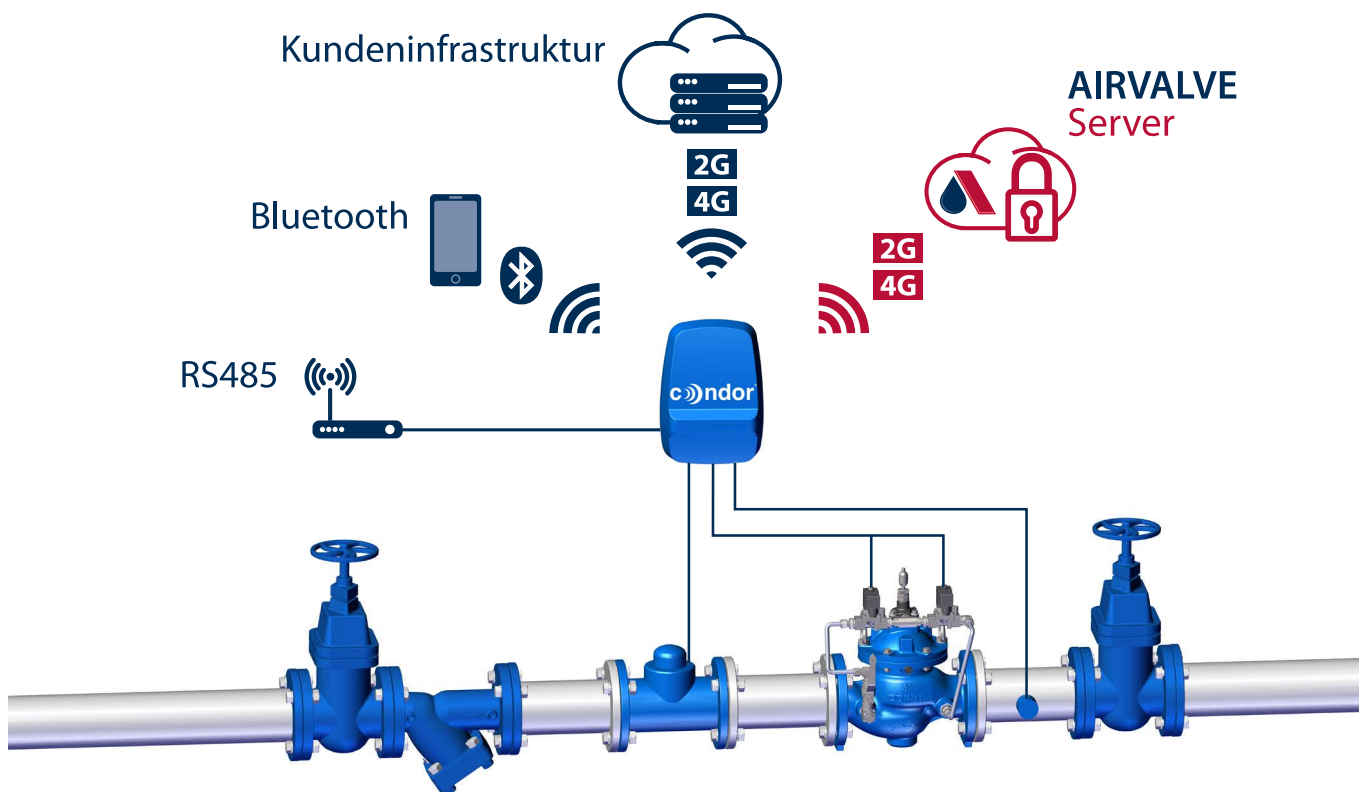 Kundeninfrastruktur
AIRVALVE
Server
2G
4G
Bluetooth
2G
4G
RS485
condor